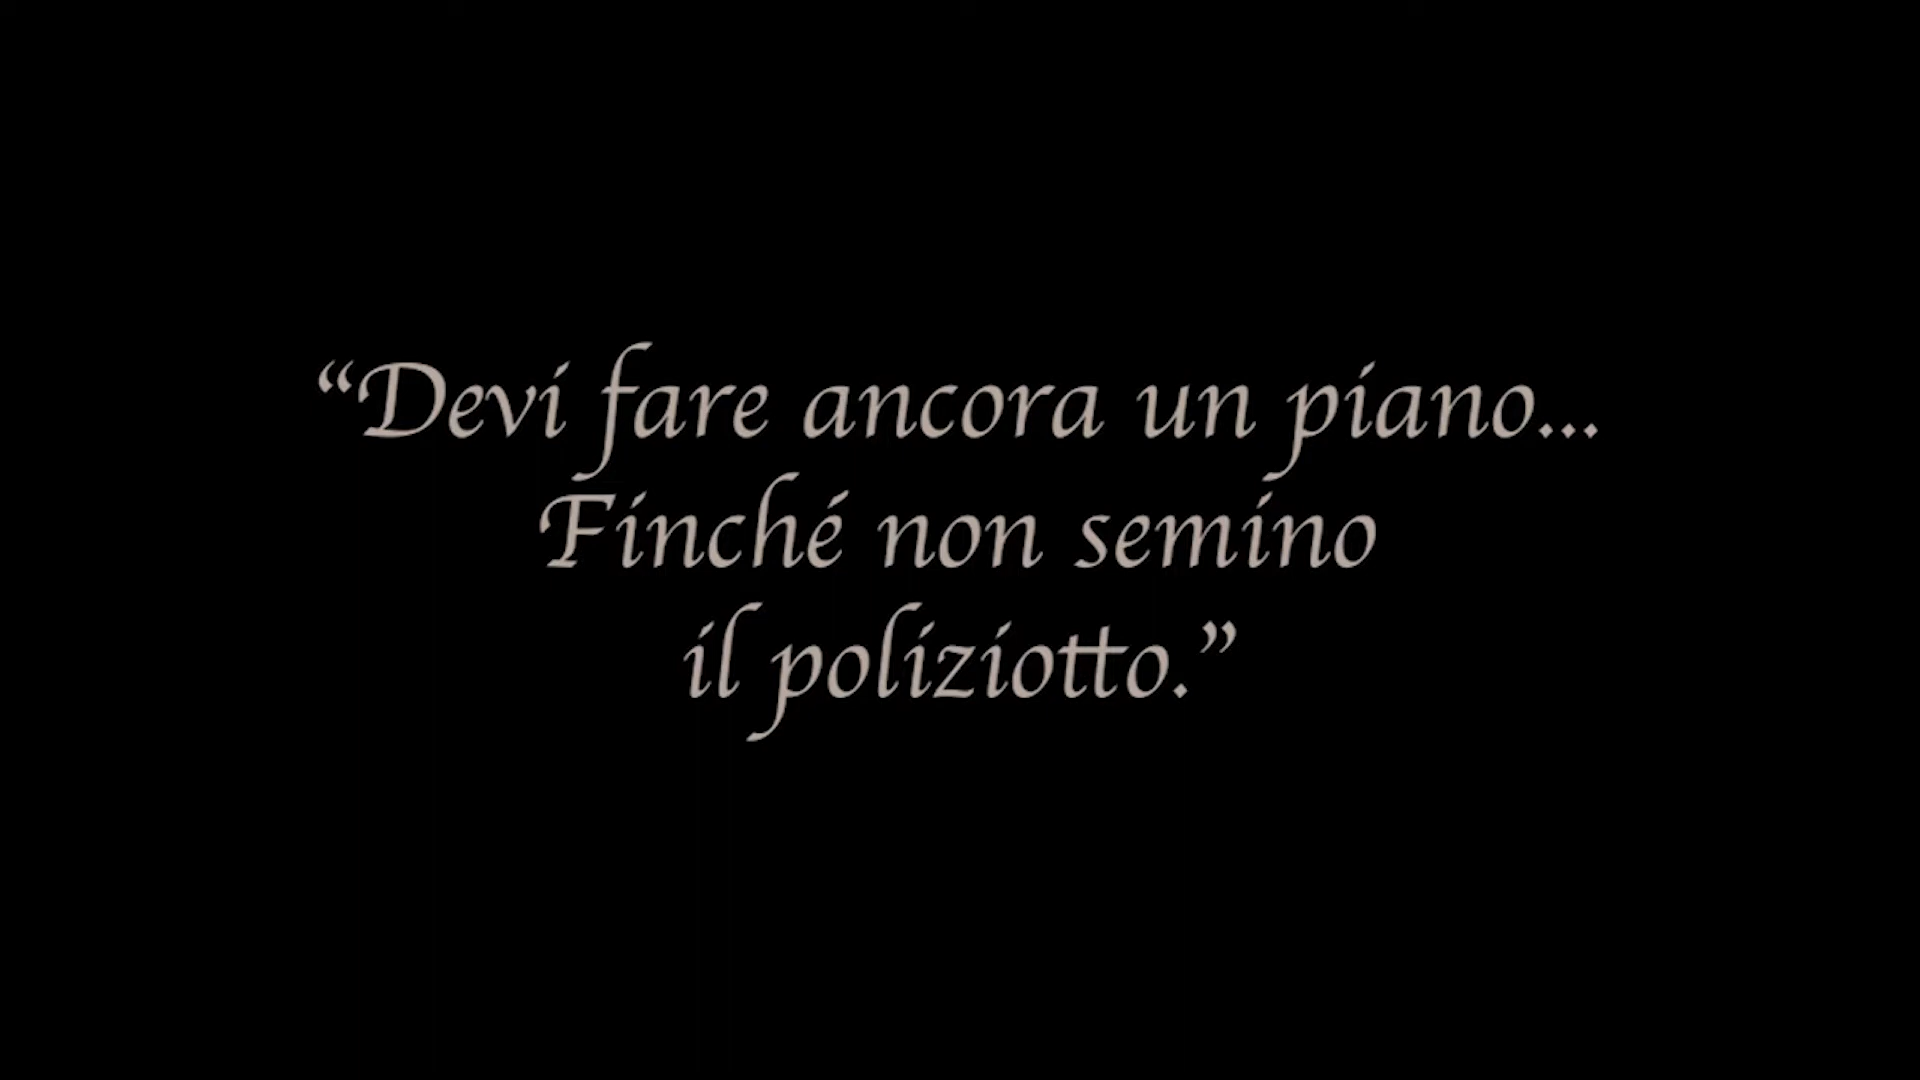 “Devi fare ancora un piano...
Finché non semino
il poliziotto.”